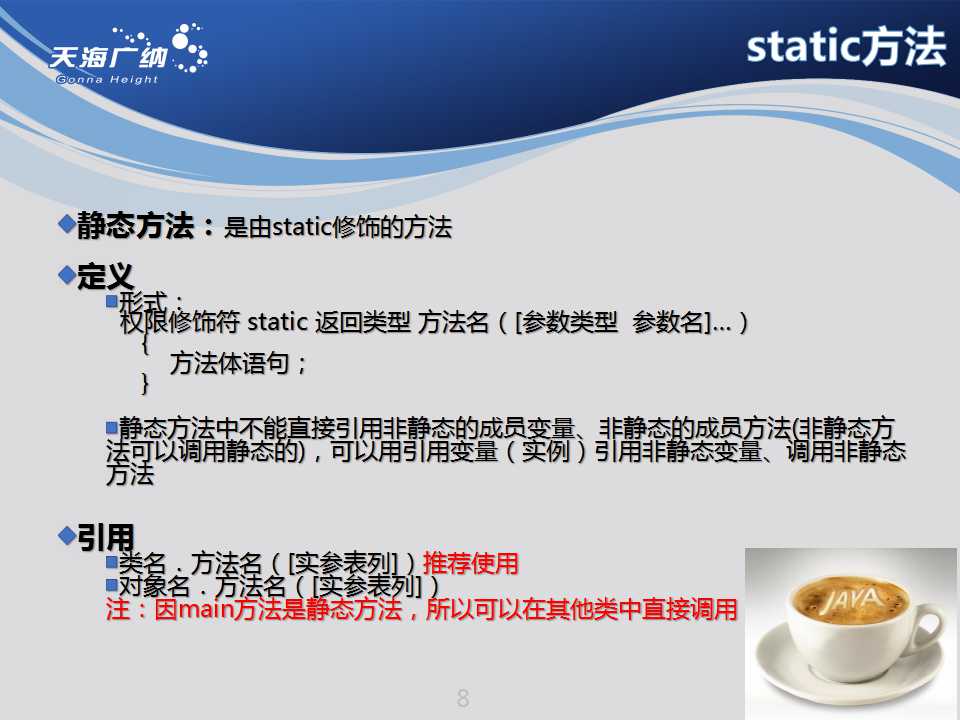 天海广纳
Gonna Height
static方法
静态方法：是由static修饰的方法
定义
形式：
权限修饰符 static 返回类型 方法名（[参数类型 参数名]…）
{
方法体语句；
}
静态方法中不能直接引用非静态的成员变量、非静态的成员方法(非静态方
法可以调用静态的)，可以用引用变量（实例）引用非静态变量、调用非静态
方法
引用
类名．方法名（[实参表列]）推荐使用
对象名．方法名（[实参表列]）
注：因main方法是静态方法，所以可以在其他类中直接调用
JAVA
8